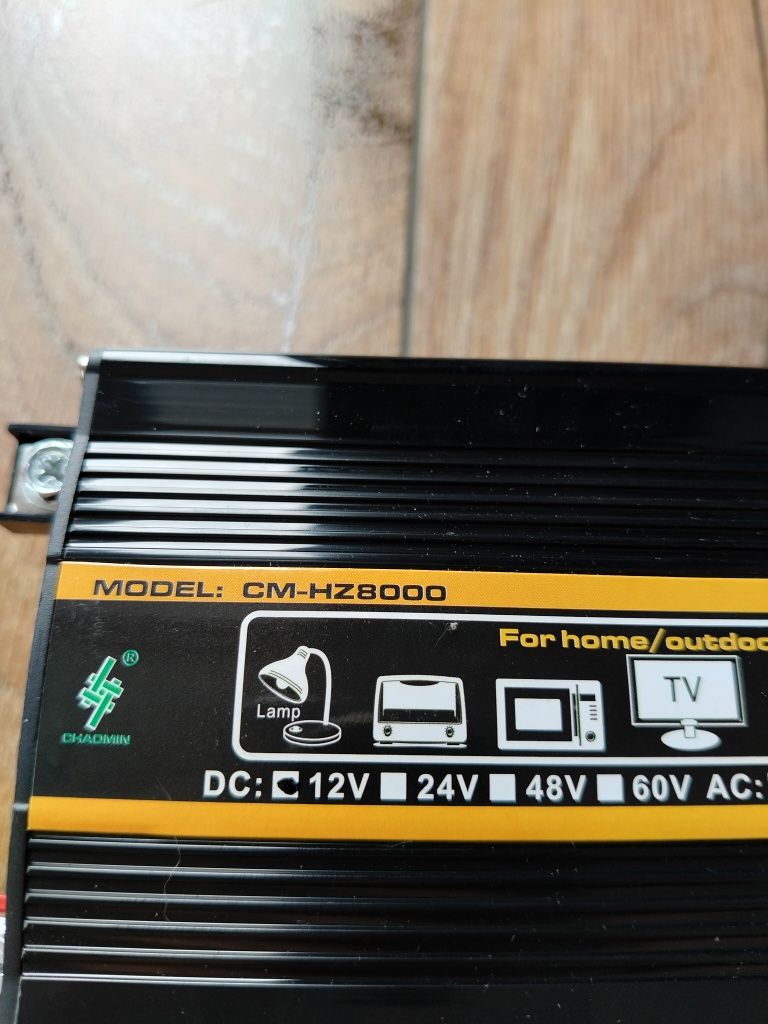 MODEL: CM-HZ8000
For home/outdoo
®
CHAOMIN
Lamp
TV
DC: 12V 24V 48V 60V AC: